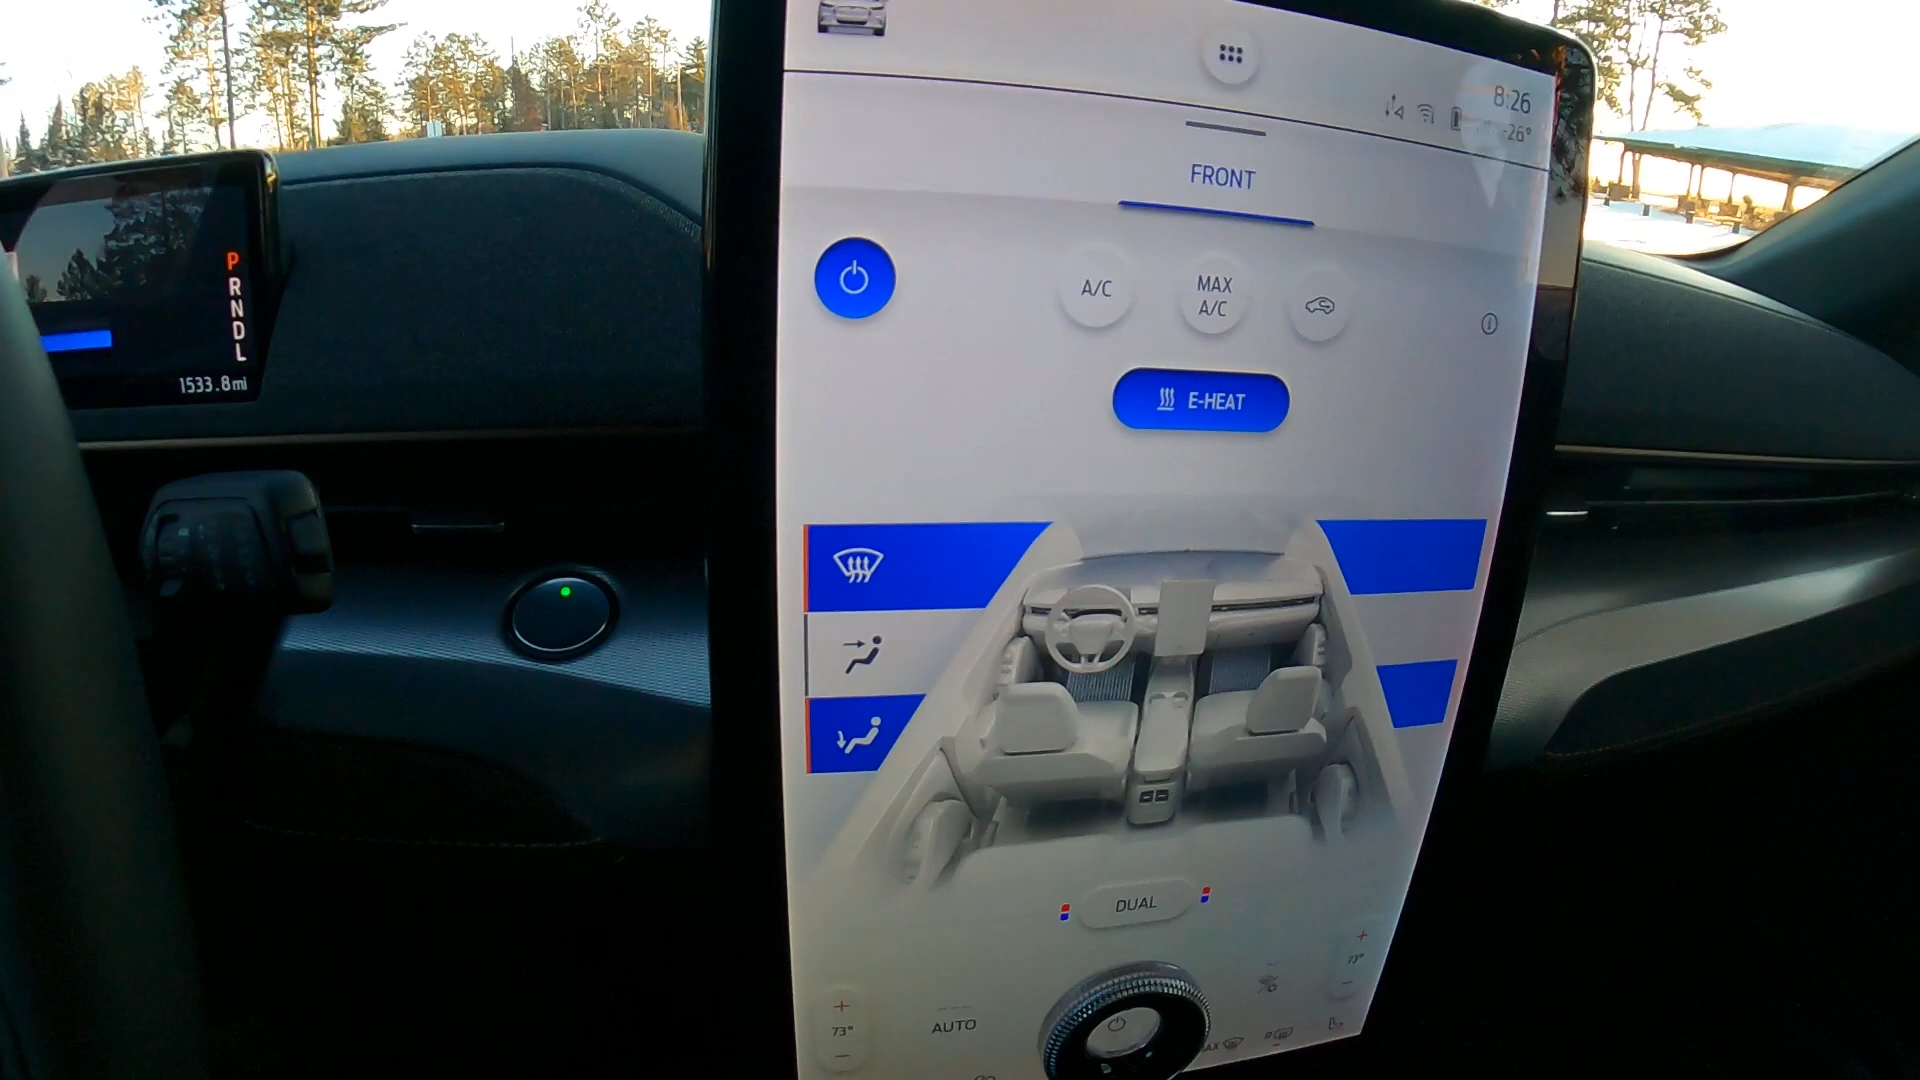 8:26
-26°
FRONT
A/C
MAX
A/C
E-HEAT
P
R
N
D
L
1533.8mi
DUAL
73°
73°
AUTO
R